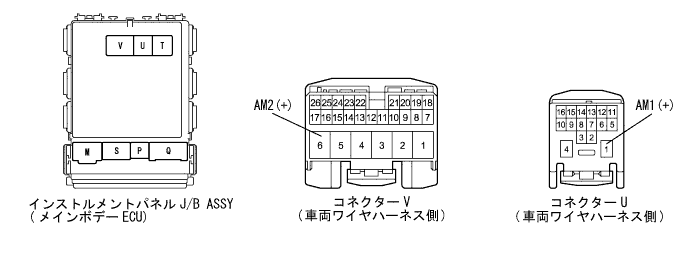 V U T
M S P Q
インストルメントパネル J/B ASSY
(メインボデー ECU)
AM2(+)
26 25 24 23 22 21 20 19 18
17 16 15 14 13 12 11 10 9 8 7
6 5 4 3 2 1
コネクター V
(車両ワイヤハーネス側)
AM1(+)
16 15 14 13 12 11
10 9 8 7 6 5
3 2
4 1
コネクター U
(車両ワイヤハーネス側)